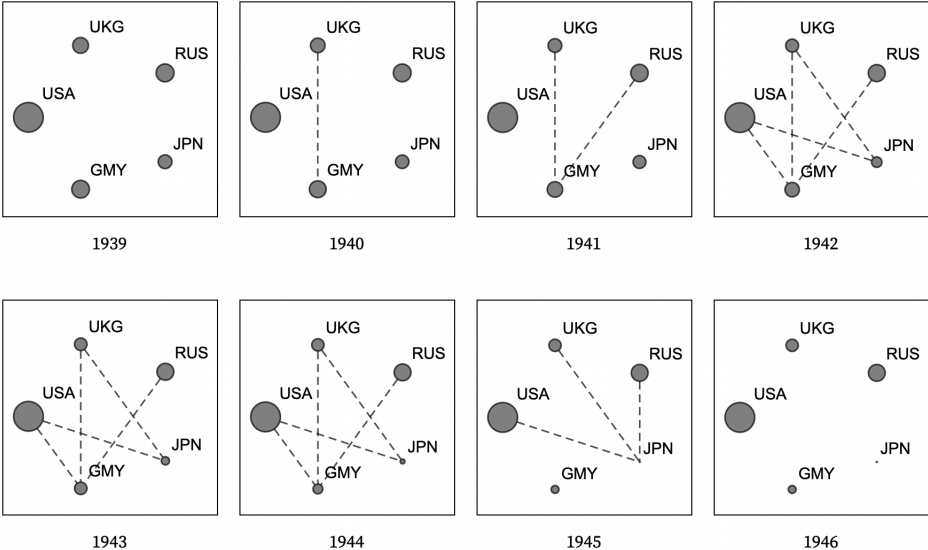 UKG
RUS
USA
JPN
GMY
1939
UKG
RUS
USA
JPN
GMY
1940
UKG
RUS
USA
JPN
GMY
1941
UKG
RUS
USA
JPN
GMY
1942
UKG
RUS
USA
JPN
GMY
1943
UKG
RUS
USA
JPN
GMY
1944
UKG
RUS
USA
JPN
GMY
1945
UKG
RUS
USA
JPN
GMY
1946